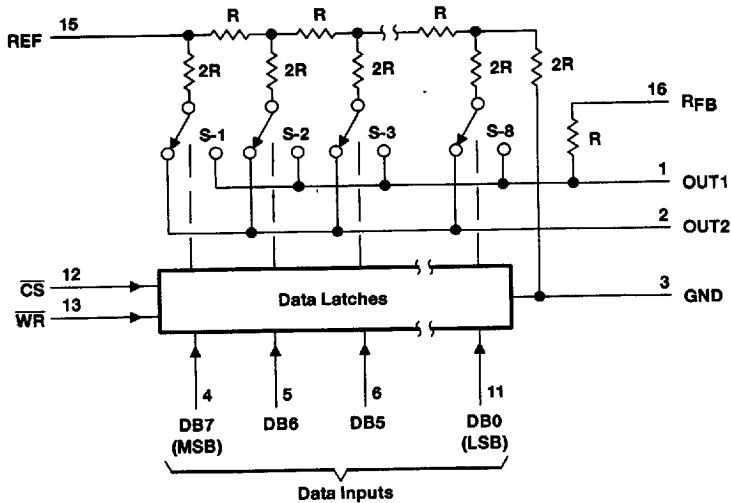 15
REF
R
R
R
2R
2R
2R
2R
2R
16
RFB
R
S-1
S-2
S-3
S-8
1
OUT1
2
OUT2
12
CS
13
WR
Data Latches
3
GND
4
5
6
11
DB7
(MSB)
DB6
DB5
DB0
(LSB)
Data Inputs